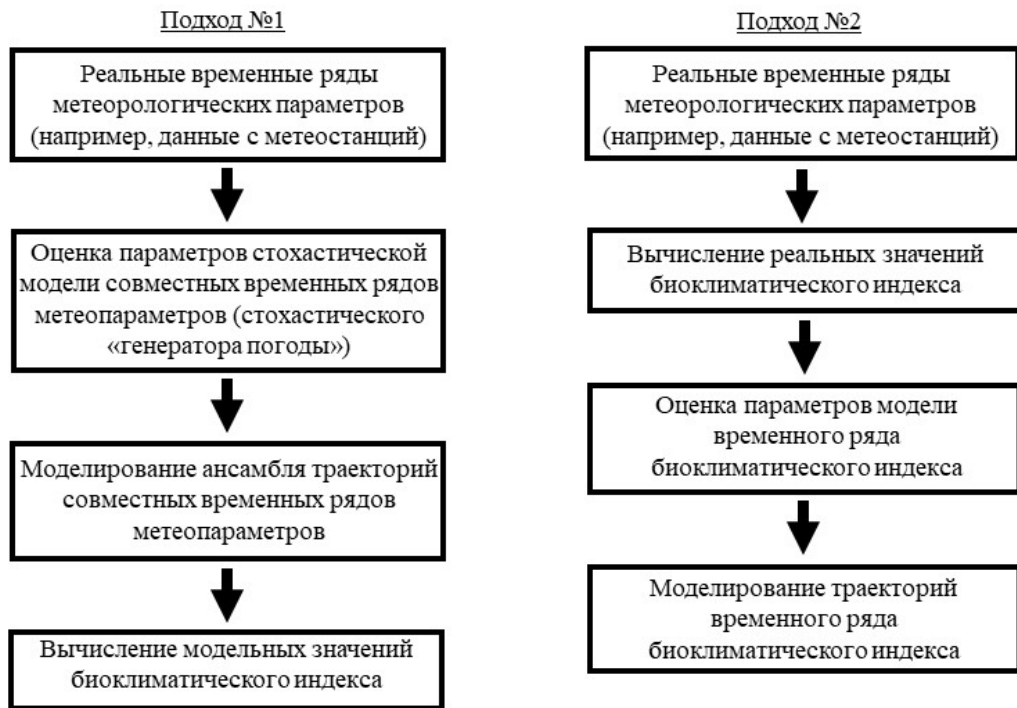 Подход №1
Реальные временные ряды
метеорологических параметров
(например, данные с метеостанций)
Оценка параметров стохастической
модели совместных временных рядов
метеопараметров (стохастического
«генератора погоды»)
Моделирование ансамбля траекторий
совместных временных рядов
метеопараметров
Вычисление модельных значений
биоклиматического индекса
Подход №2
Реальные временные ряды
метеорологических параметров
(например, данные с метеостанций)
Вычисление реальных значений
биоклиматического индекса
Оценка параметров модели
временного ряда
биоклиматического индекса
Моделирование траекторий
временного ряда
биоклиматического индекса